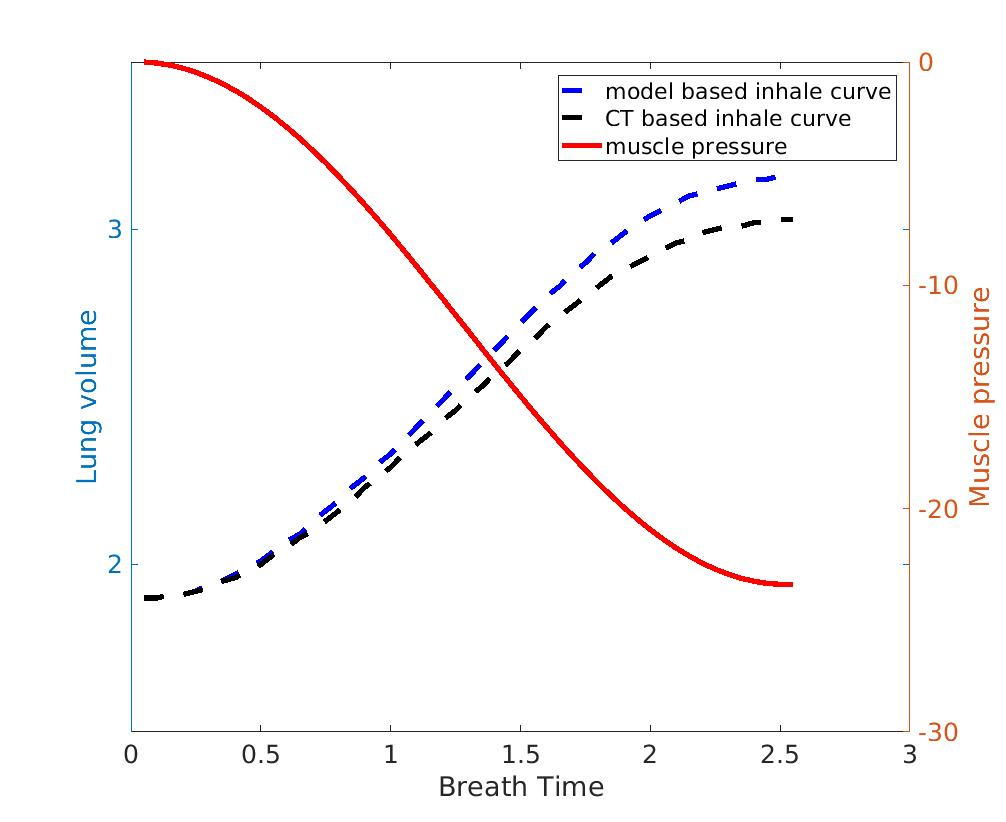 model based inhale curve
CT based inhale curve
muscle pressure
0
-10
-20
-30
Muscle pressure
3
2
Lung volume
0 0.5 1 1.5 2 2.5 3
Breath Time